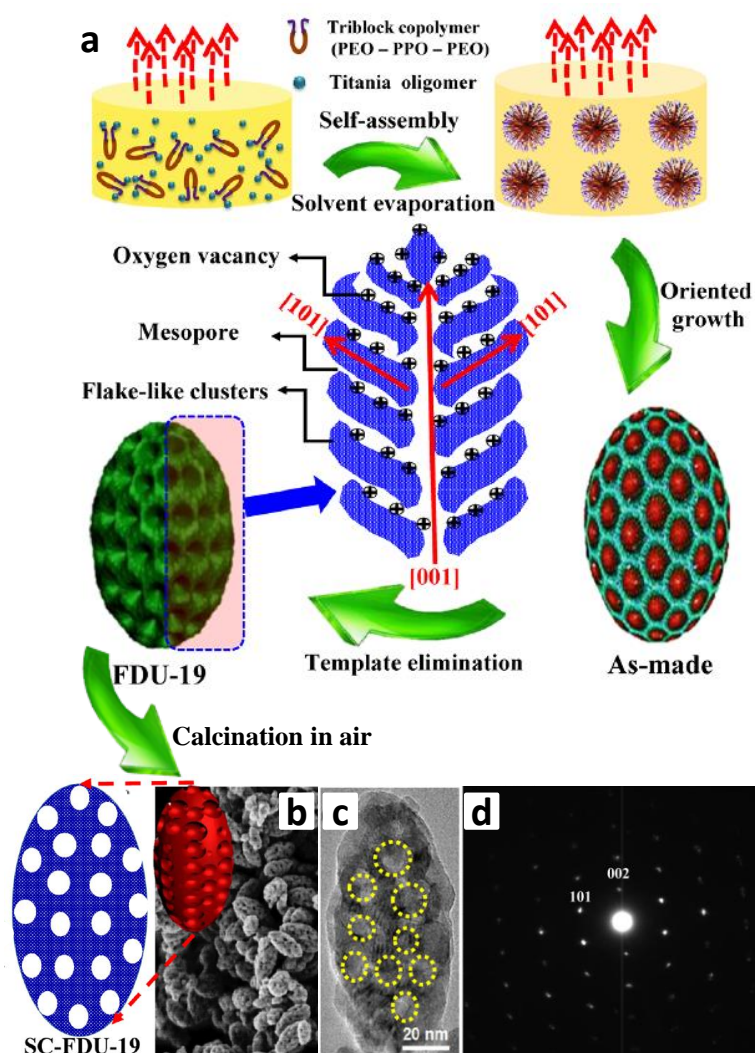 a
Triblock copolymer
(PEO – PPO – PEO)
Titania oligomer
Self-assembly
Solvent evaporation
Oxygen vacancy
Mesopore
Flake-like clusters
[101]
[101]
[001]
Oriented
growth
FDU-19
Template elimination
As-made
Calcination in air
b
c
d
002
101
20 nm
SC-FDU-19